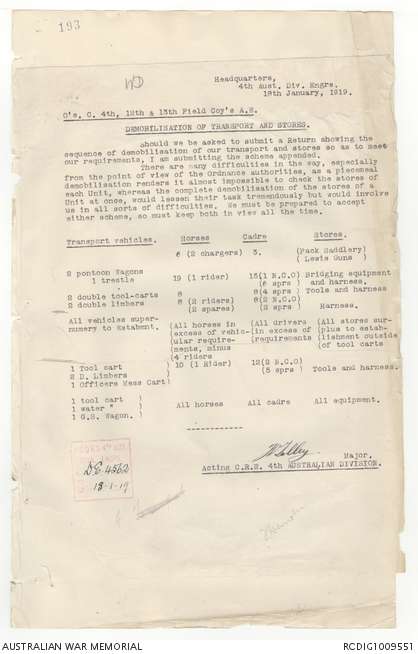 193
Headquarters,
4th Aust. Div. Engrs.
18th January, 1919.
O's. C. 4th, 12th & 13th Field Coy's A.E.
DEMOBILISATION OF TRANSPORT AND STORES.
Should we be asked to submit a Return showing the
sequence of demobilisation of our transport and stores so as to meet
our requirements, I am submitting the scheme appended.
There are many difficulties in the way, especially
from the point of view of the Ordnance authorities, as a piecemeal
demobilisation renders it almost impossible to check the stores of
each Unit, whereas the complete demobilisation of the stores of a
Unit at once, would lessen their task tremendously but would involve
us in all sorts of difficulties. We must be prepared to accept
either scheme, so must keep both in view all the time.
Transport vehicles. Horses Cadre Stores.
6 (2 chargers) 3. (Pack Saddlery)
(Lewis Guns )
2 pontoon Wagons 19 (1 rider) 15(1 N.C.O) Bridging equipment
1 trestle (6 sprs ) and harness.
2 double tool-carts 8 8(4 sprs ) Tools and harness
2 double limbers 8 (2 riders) 8(2 N.C.O)
(2 spares) (2 sprs ) Harness.
All vehicles super- (All horses in (All drivers (All stores sur-
numery to Estabmt. (excess of vehic- (in excess of (plus to estab-
(ular require- (requirements (lishment outside
(ments, minus (of tool carts
(4 riders
1 Tool cart ) 10 (1 Rider) 12(2 N.C.O)
2 D. Limbers ) (5 sprs ) Tools and harness.
1 Officers Mess Cart)
1 tool cart )
1 water " ) All horses All cadre All equipment.
1 G.S. Wagon. )
-------------
Major,
Acting C.R.E. 4th AUSTRALIAN DIVISION.
DE 4562
18-1-19
AUSTRALIAN WAR MEMORIAL
RCDIG1009551